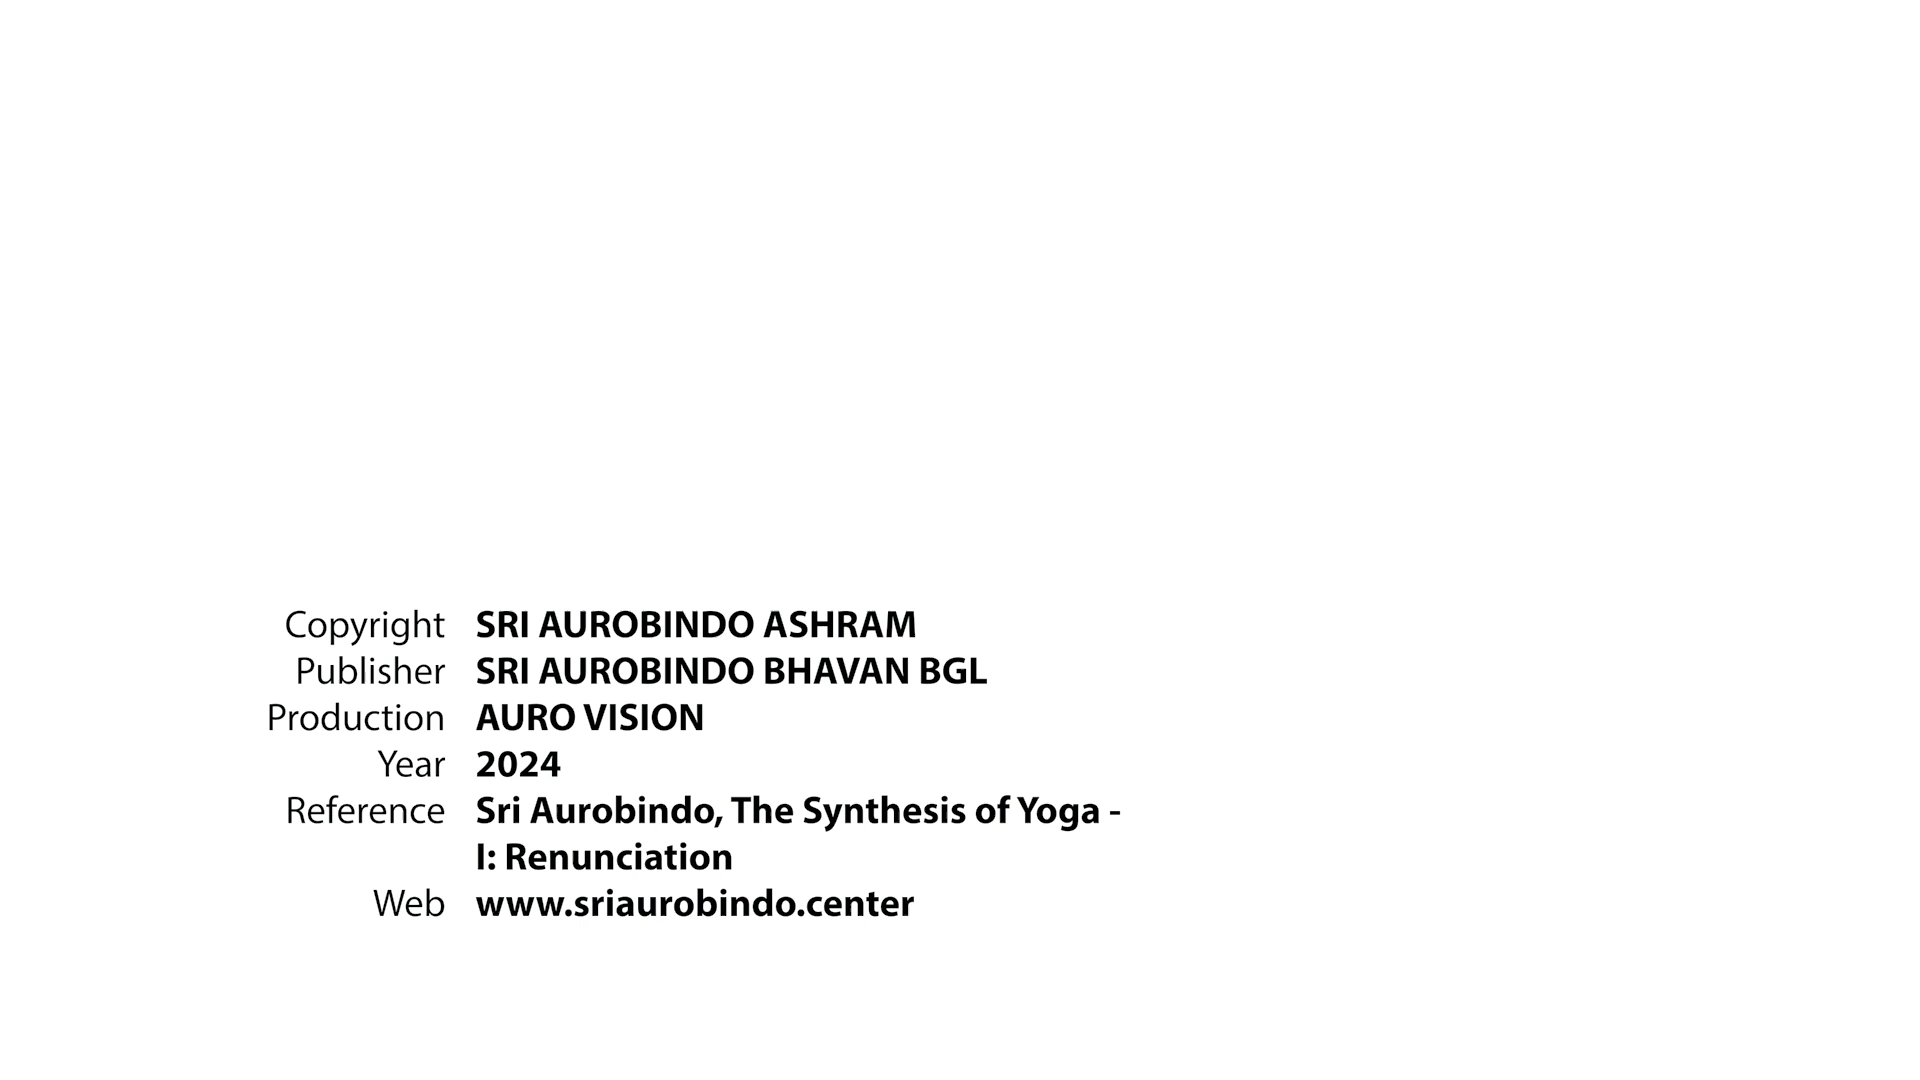 Copyright SRI AUROBINDO ASHRAM
Publisher SRI AUROBINDO BHAVAN BGL
Production AURO VISION
Year 2024
Reference Sri Aurobindo, The Synthesis of Yoga -
I: Renunciation
Web www.sriaurobindo.center